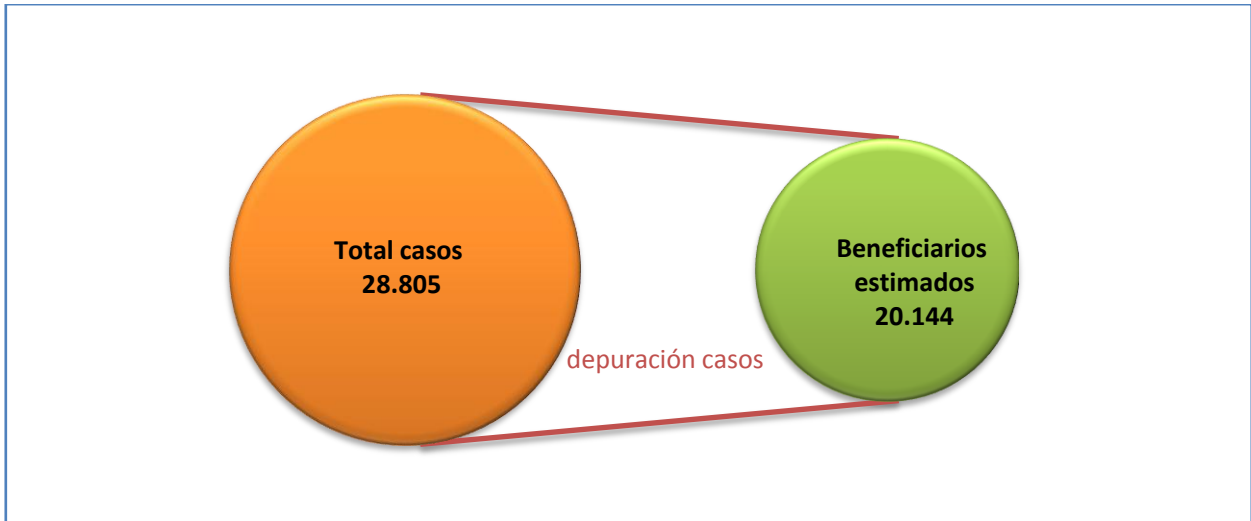 Total casos
28.805
Beneficiarios
estimados
20.144
depuración casos